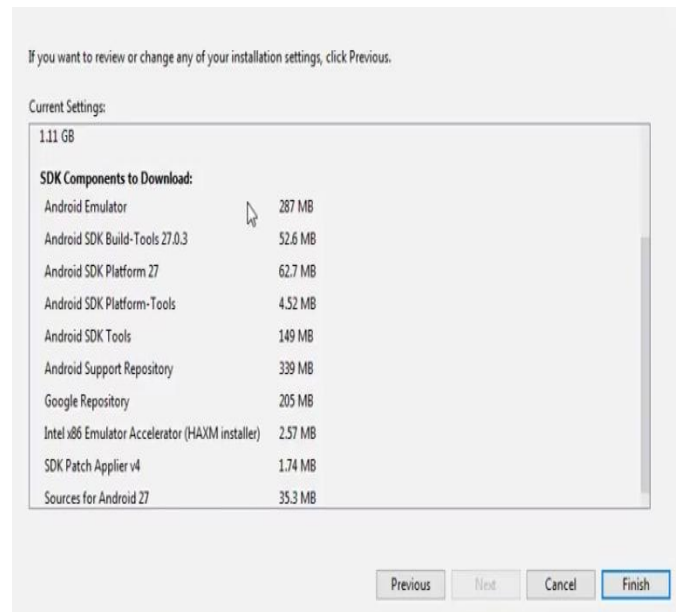 If you want to review or change any of your installation settings, click Previous.
Current Settings:
1.11 GB
SDK Components to Download:
Android Emulator 287 MB
Android SDK Build-Tools 27.0.3 52.6 MB
Android SDK Platform 27 62.7 MB
Android SDK Platform-Tools 4.52 MB
Android SDK Tools 149 MB
Android Support Repository 339 MB
Google Repository 205 MB
Intel x86 Emulator Accelerator (HAXM installer) 2.57 MB
SDK Patch Applier v4 1.74 MB
Sources for Android 27 35.3 MB
Previous Next Cancel Finish